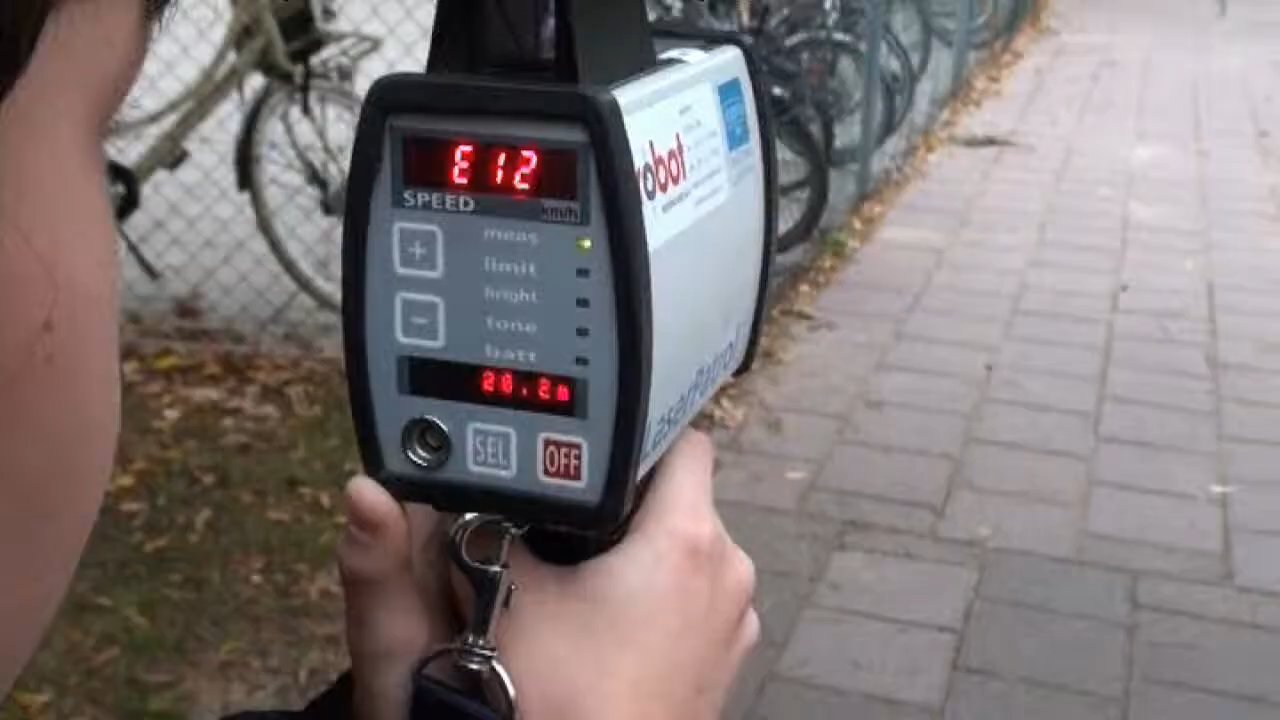 E12
SPEED km/h
+
meas
limit
bright
−
tone
batt
20.2m
SEL
OFF
robot
LaserPatrol